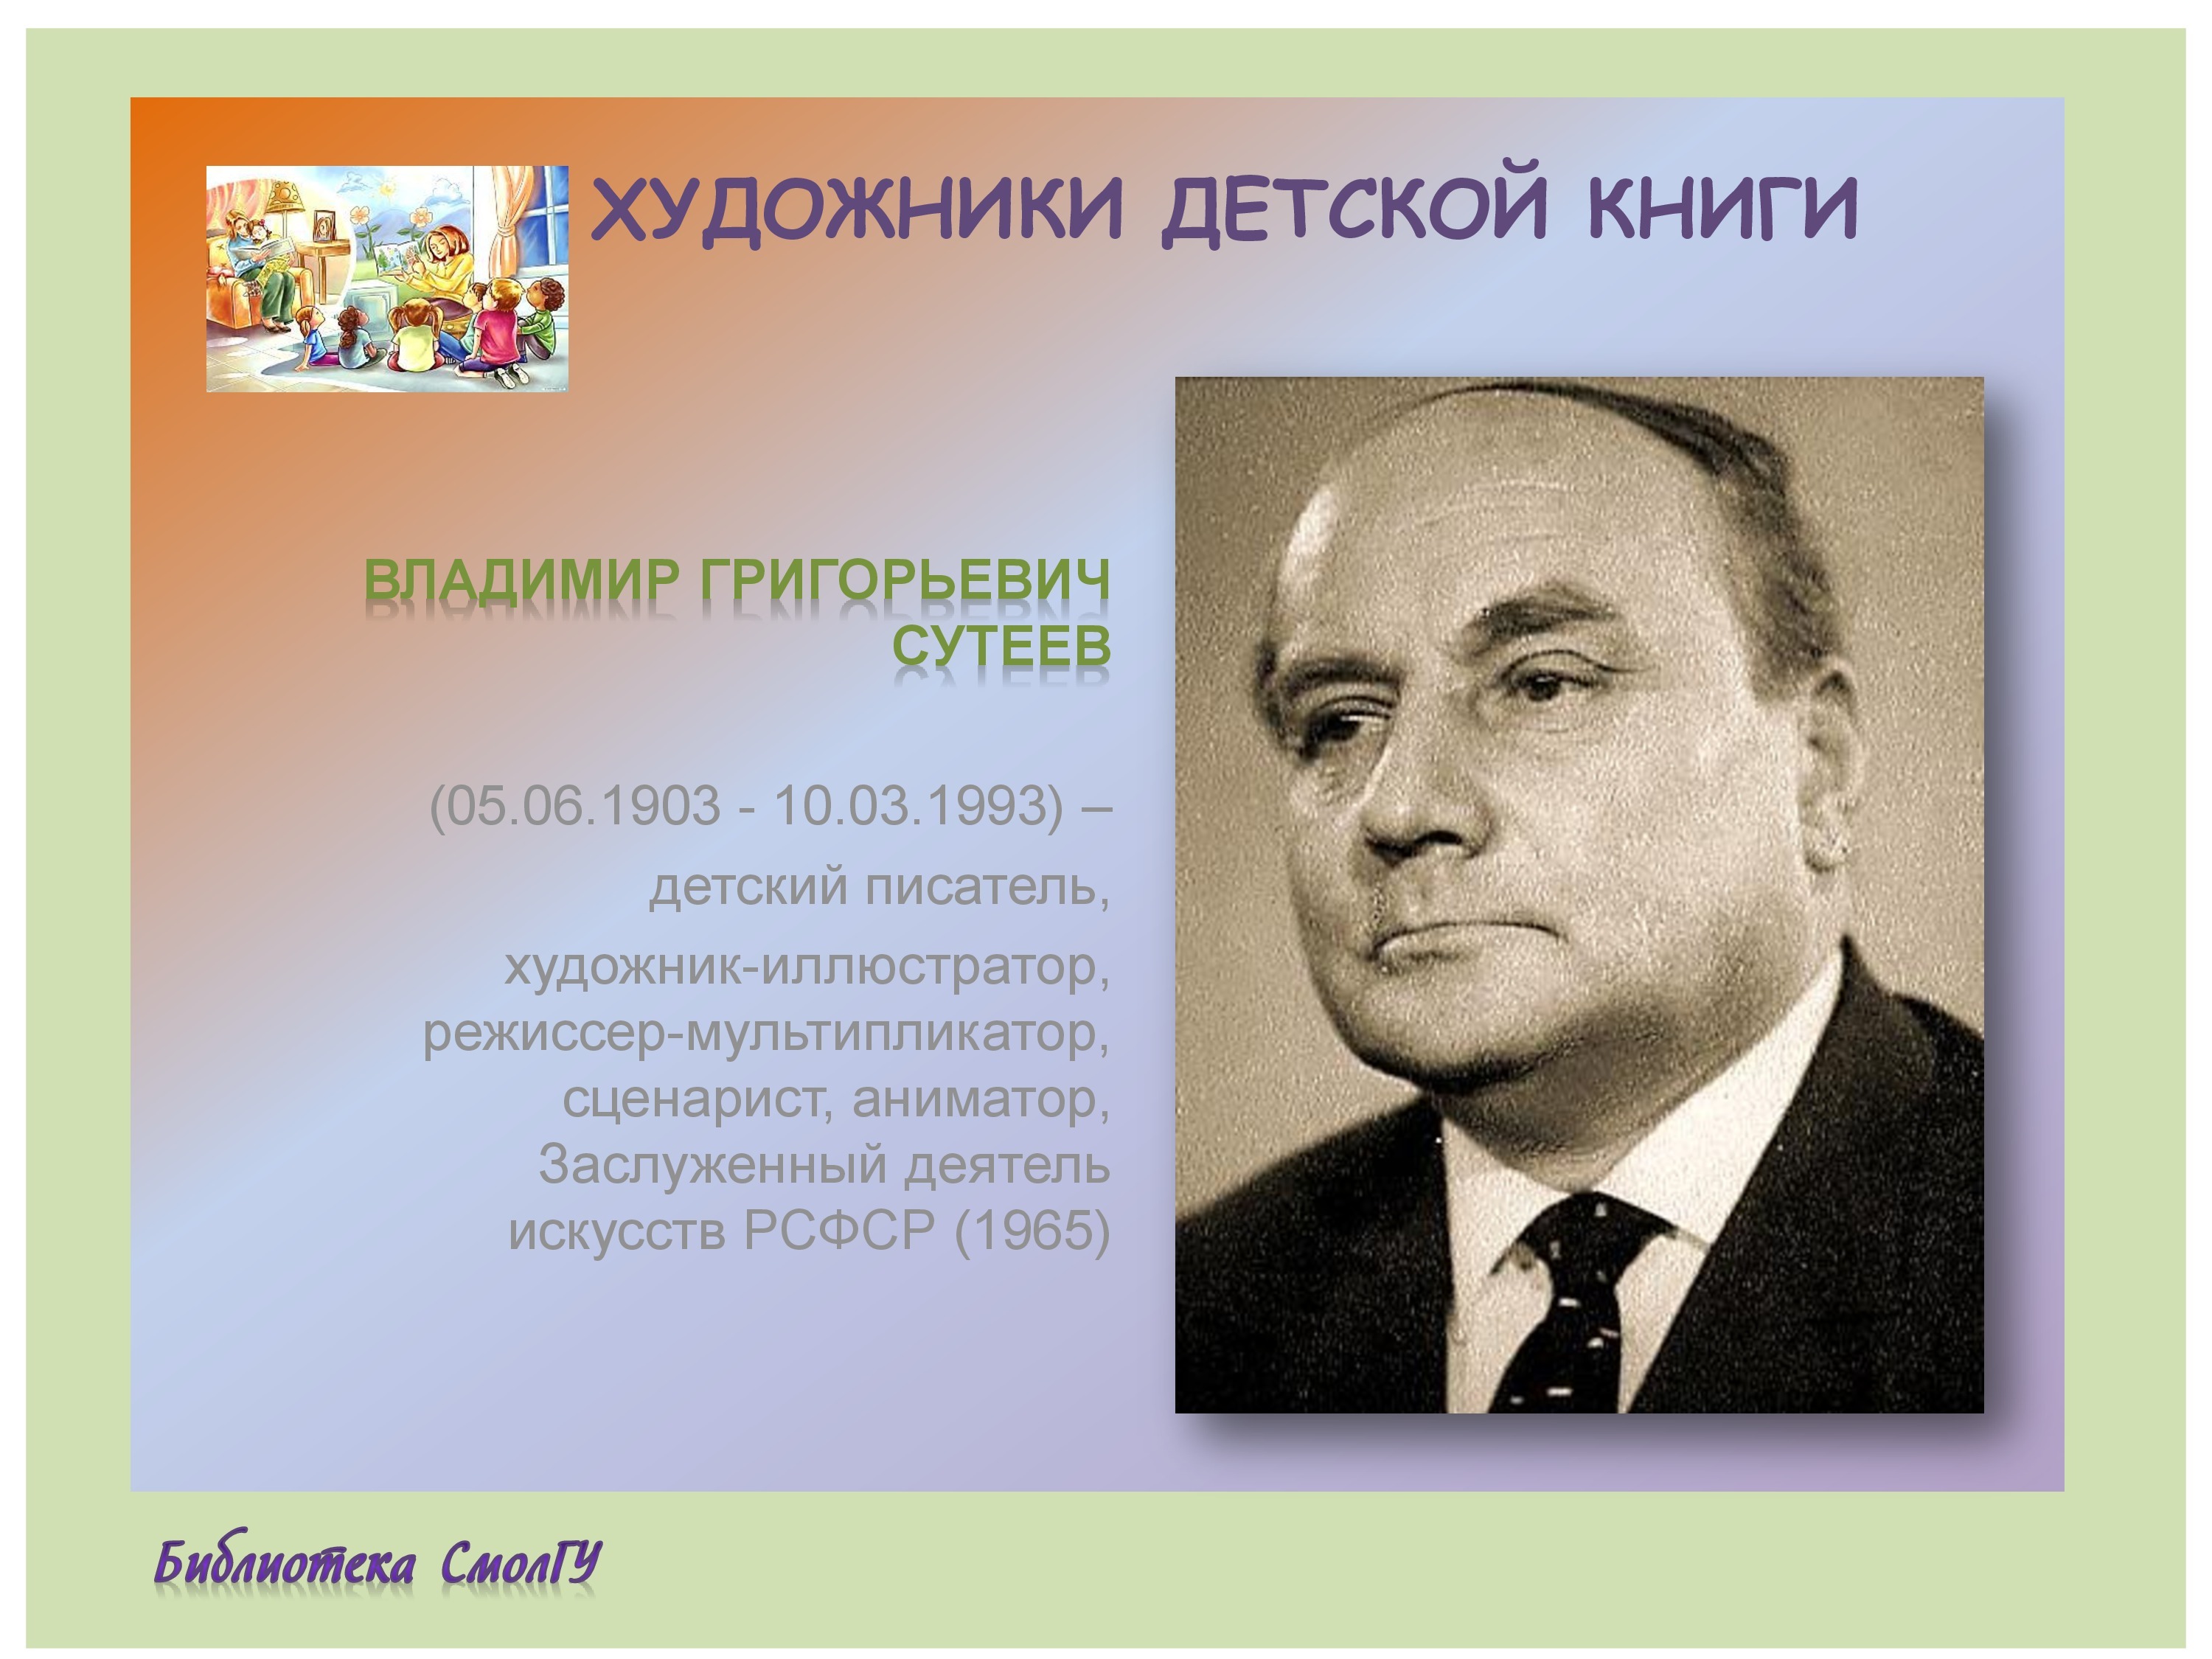 ХУДОЖНИКИ ДЕТСКОЙ КНИГИ
ВЛАДИМИР ГРИГОРЬЕВИЧ
СУТЕЕВ
(05.06.1903 - 10.03.1993) –
детский писатель,
художник-иллюстратор,
режиссер-мультипликатор,
сценарист, аниматор,
Заслуженный деятель
искусств РСФСР (1965)
Библиотека СмолГУ